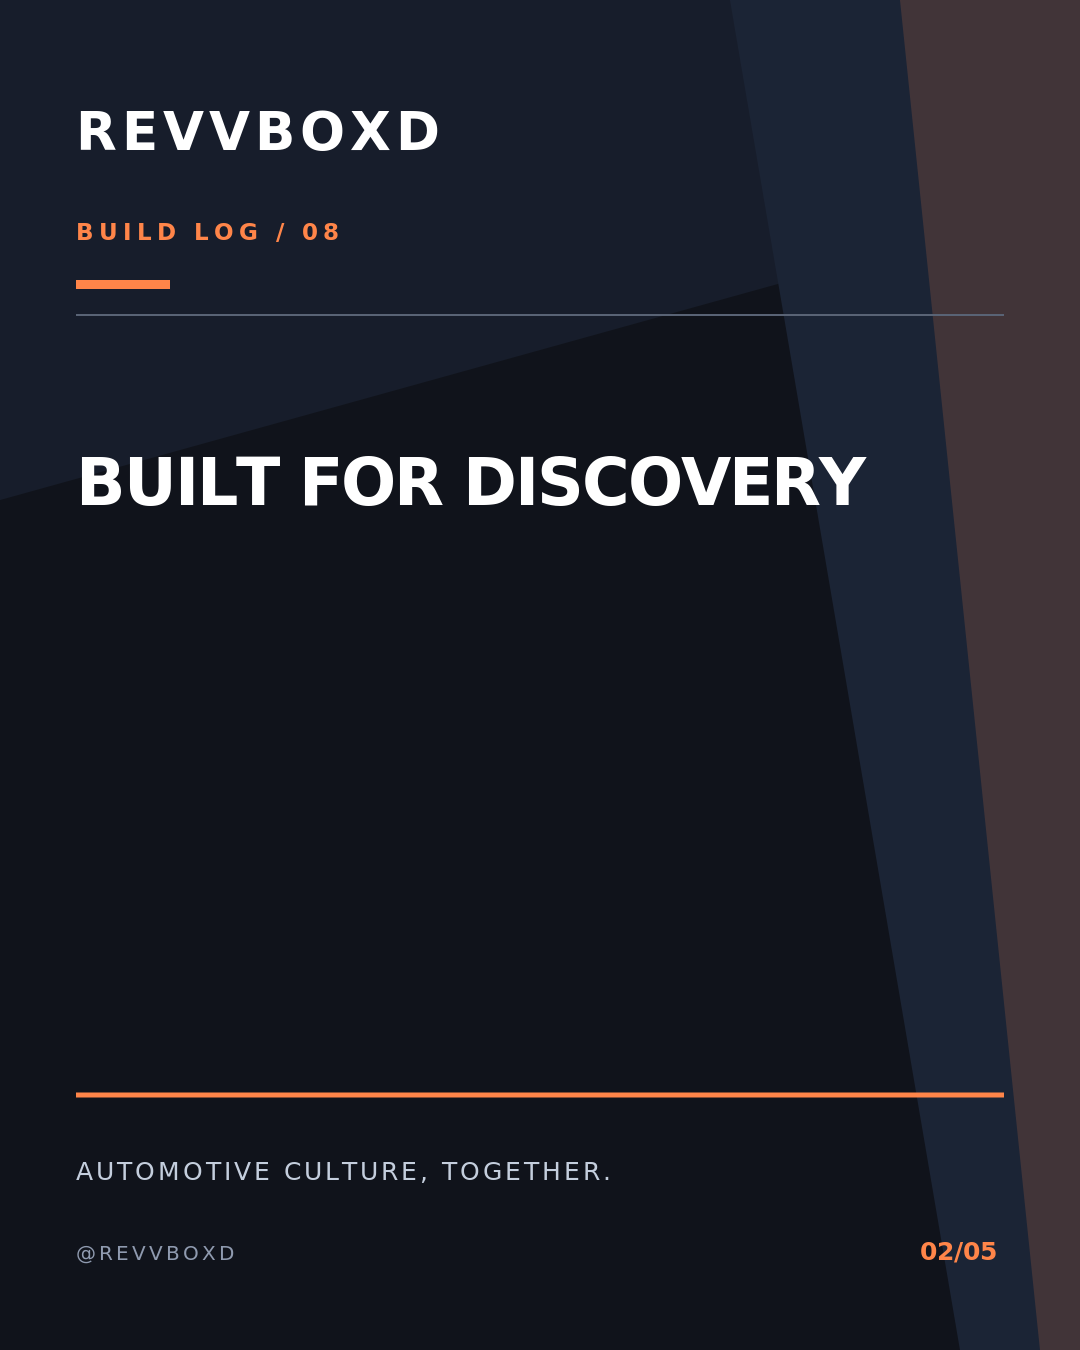 REVVBOXD
BUILD LOG / 08
BUILT FOR DISCOVERY
AUTOMOTIVE CULTURE, TOGETHER.
@REVVBOXD
02/05